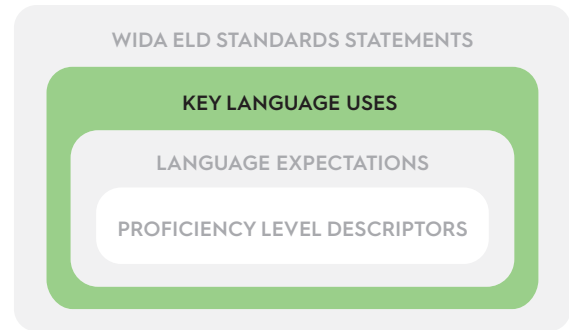 WIDA ELD STANDARDS STATEMENTS
KEY LANGUAGE USES
LANGUAGE EXPECTATIONS
PROFICIENCY LEVEL DESCRIPTORS